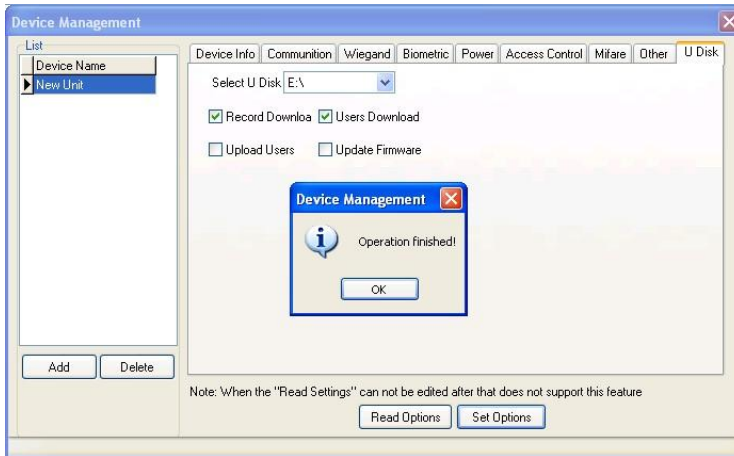 Device Management
List
Device Name
New Unit
Device Info Communition Wiegand Biometric Power Access Control Mifare Other U Disk
Select U Disk E:\
Record Downloa Users Download
Upload Users Update Firmware
Device Management
Operation finished!
OK
Add Delete
Note: When the "Read Settings" can not be edited after that does not support this feature
Read Options Set Options